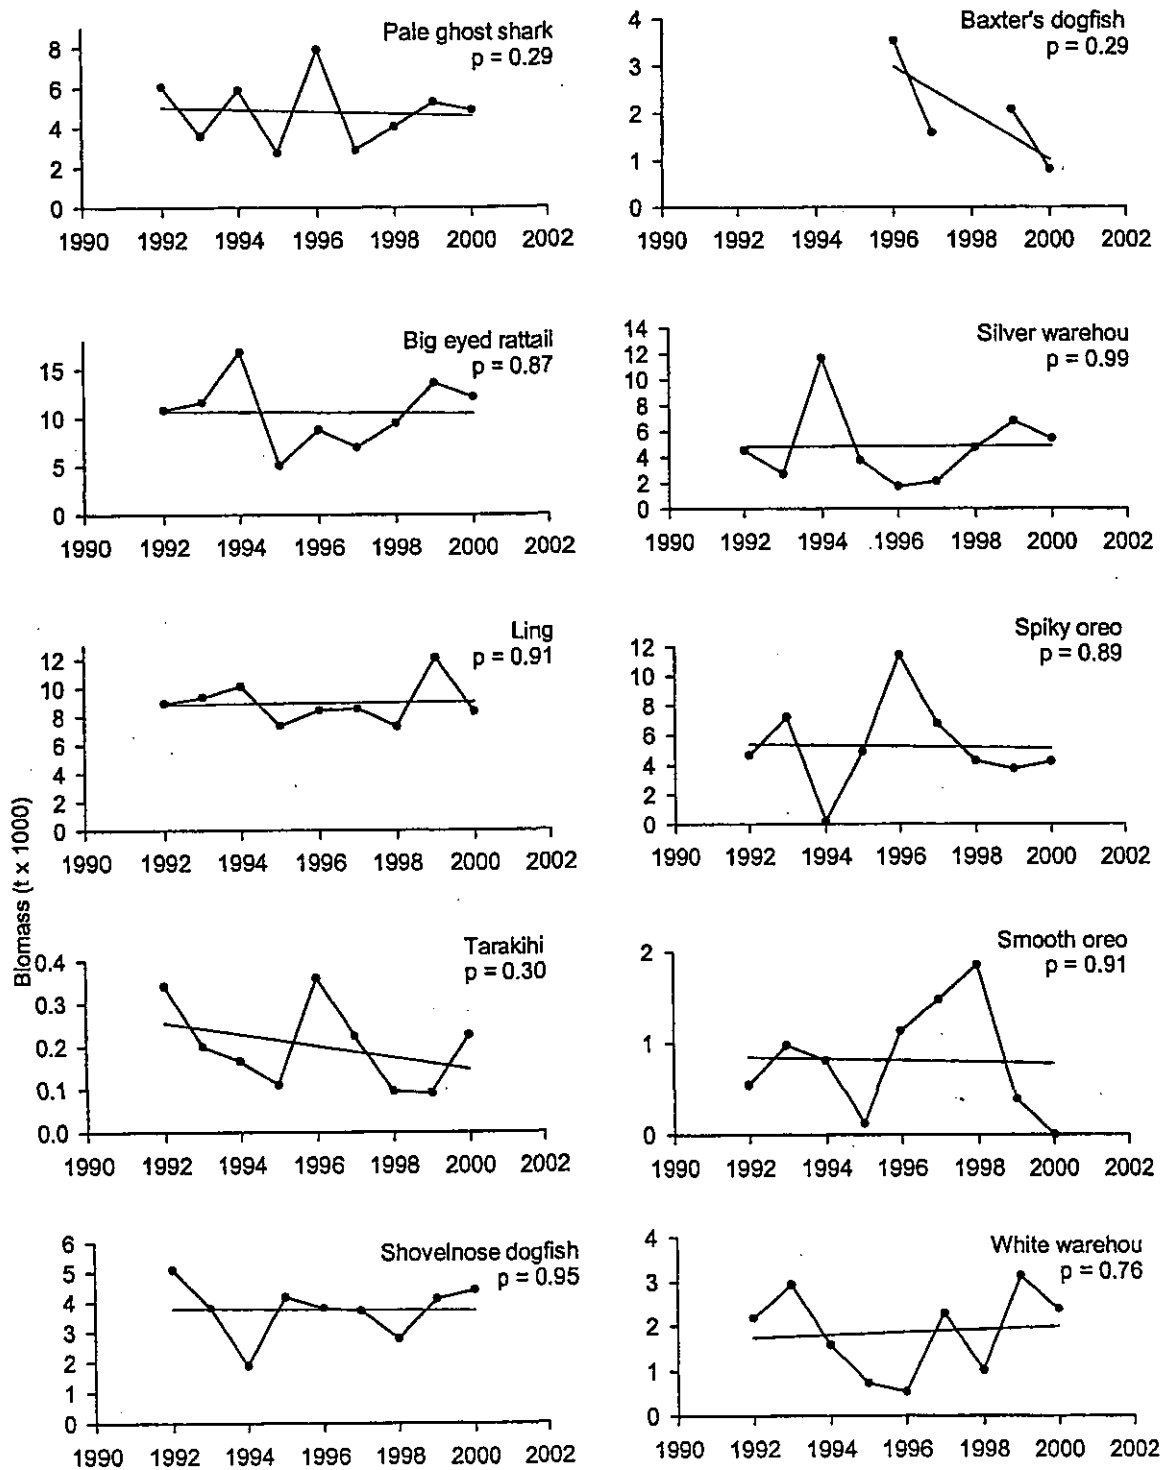 Pale ghost shark
p = 0.29
8
6
4
2
0
1990 1992 1994 1996 1998 2000 2002
Baxter's dogfish
p = 0.29
4
3
2
1
0
1990 1992 1994 1996 1998 2000 2002
Big eyed rattail
p = 0.87
15
10
5
0
1990 1992 1994 1996 1998 2000 2002
Silver warehou
p = 0.99
14
12
10
8
6
4
2
0
1990 1992 1994 1996 1998 2000 2002
Ling
p = 0.91
12
10
8
6
4
2
0
1990 1992 1994 1996 1998 2000 2002
Spiky oreo
p = 0.89
12
10
8
6
4
2
0
1990 1992 1994 1996 1998 2000 2002
Biomass (t x 1000)
Tarakihi
p = 0.30
0.4
0.3
0.2
0.1
0.0
1990 1992 1994 1996 1998 2000 2002
Smooth oreo
p = 0.91
2
1
0
1990 1992 1994 1996 1998 2000 2002
Shovelnose dogfish
p = 0.95
6
5
4
3
2
1
0
1990 1992 1994 1996 1998 2000 2002
White warehou
p = 0.76
4
3
2
1
0
1990 1992 1994 1996 1998 2000 2002